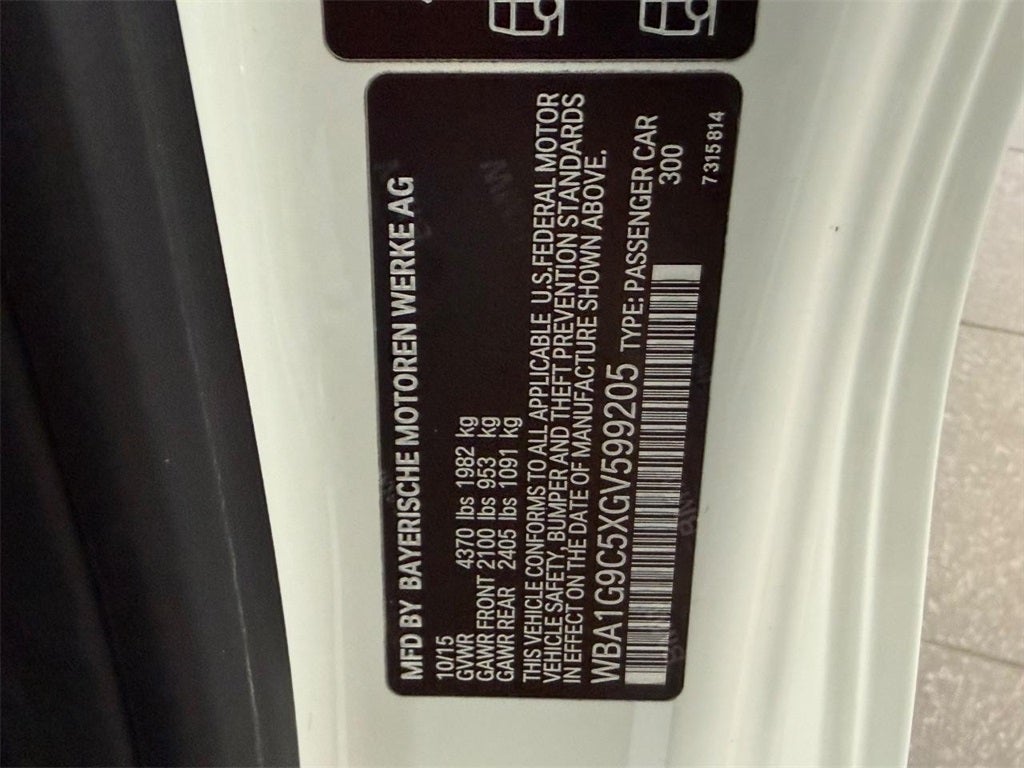 MFD BY BAYERISCHE MOTOREN WERKE AG
10/15
GVWR 4370 lbs 1982 kg
GAWR FRONT 2100 lbs 953 kg
GAWR REAR 2405 lbs 1091 kg
THIS VEHICLE CONFORMS TO ALL APPLICABLE U.S.FEDERAL MOTOR
VEHICLE SAFETY, BUMPER AND THEFT PREVENTION STANDARDS
IN EFFECT ON THE DATE OF MANUFACTURE SHOWN ABOVE.
WBA1G9C5XGV599205 TYPE: PASSENGER CAR
300
7 315 814